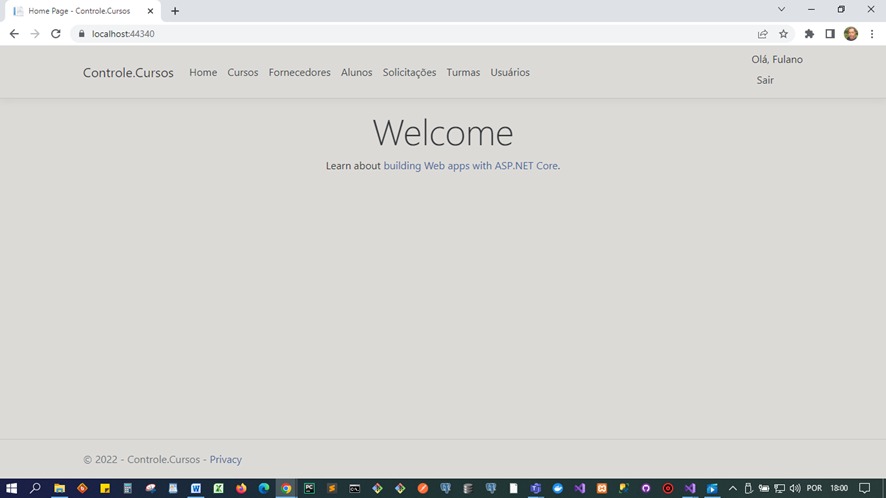 Home Page - Controle.Cursos
localhost:44340
Controle.Cursos Home Cursos Fornecedores Alunos Solicitações Turmas Usuários
Olá, Fulano
Sair
Welcome
Learn about building Web apps with ASP.NET Core.
© 2022 - Controle.Cursos - Privacy
POR 18:00